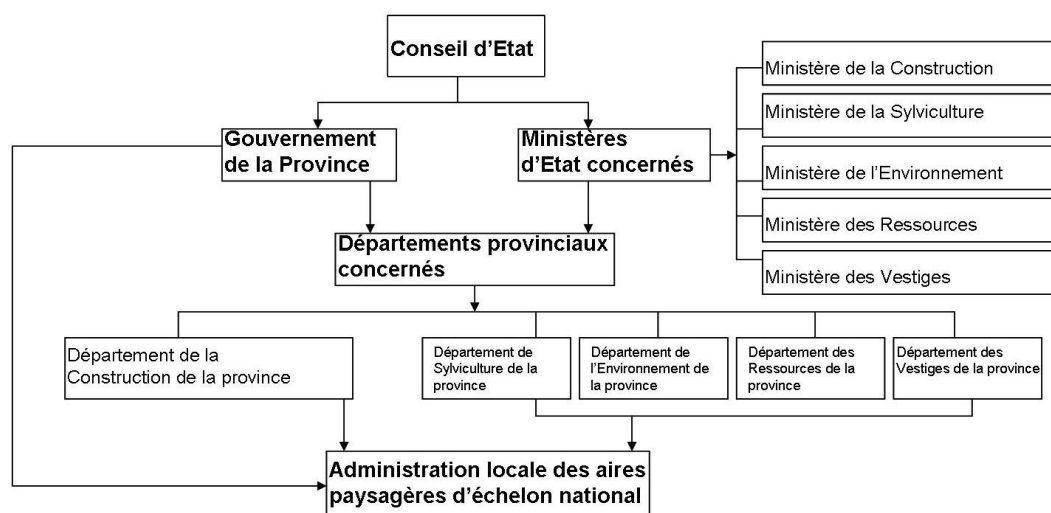 Conseil d'Etat
Gouvernement
de la Province
Ministères
d'Etat concernés
Ministère de la Construction
Ministère de la Sylviculture
Ministère de l'Environnement
Ministère des Ressources
Ministère des Vestiges
Départements provinciaux
concernés
Département de la
Construction de la province
Département de
Sylviculture de la
province
Département de
l'Environnement de
la province
Département des
Ressources de la
province
Département des
Vestiges de la province
Administration locale des aires
paysagères d'échelon national